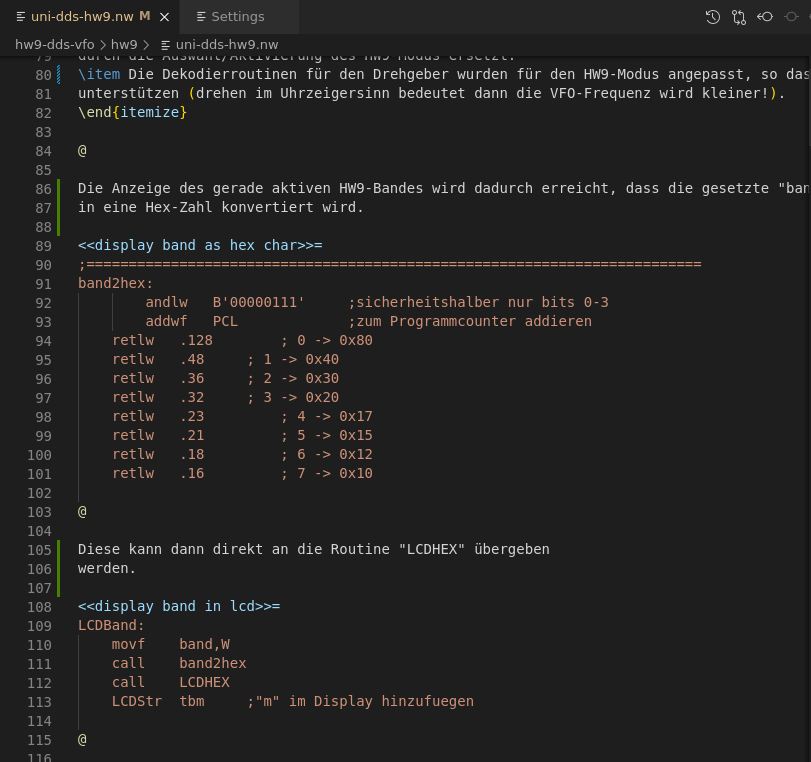 uni-dds-hw9.nw M
Settings
hw9-dds-vfo > hw9 > uni-dds-hw9.nw
79 durch die Auswahl/Aktivierung des HW9-Modus ersetzt.
80 \item Die Dekodierroutinen für den Drehgeber wurden für den HW9-Modus angepasst, so das
81 unterstützen (drehen im Uhrzeigersinn bedeutet dann die VFO-Frequenz wird kleiner!).
82 \end{itemize}
83
84 @
85
86 Die Anzeige des gerade aktiven HW9-Bandes wird dadurch erreicht, dass die gesetzte "ban
87 in eine Hex-Zahl konvertiert wird.
88
89 <<display band as hex char>>=
90 ;=========================================================================
91 band2hex:
92 andlw B'00000111' ;sicherheitshalber nur bits 0-3
93 addwf PCL ;zum Programmcounter addieren
94 retlw .128 ; 0 -> 0x80
95 retlw .48 ; 1 -> 0x40
96 retlw .36 ; 2 -> 0x30
97 retlw .32 ; 3 -> 0x20
98 retlw .23 ; 4 -> 0x17
99 retlw .21 ; 5 -> 0x15
100 retlw .18 ; 6 -> 0x12
101 retlw .16 ; 7 -> 0x10
102
103 @
104
105 Diese kann dann direkt an die Routine "LCDHEX" übergeben
106 werden.
107
108 <<display band in lcd>>=
109 LCDBand:
110 movf band,W
111 call band2hex
112 call LCDHEX
113 LCDStr tbm ;"m" im Display hinzufuegen
114
115 @
116